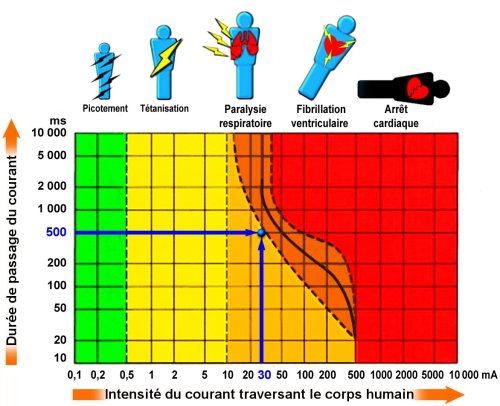 Picotement
Tétanisation
Paralysie
respiratoire
Fibrillation
ventriculaire
Arrêt
cardiaque
Durée de passage du courant
ms
10 000
5 000
2 000
1 000
500
200
100
50
20
10
0,1 0,2 0,5 1 2 5 10 20 30 50 100 200 500 1000 2000 5000 10 000 mA
Intensité du courant traversant le corps humain